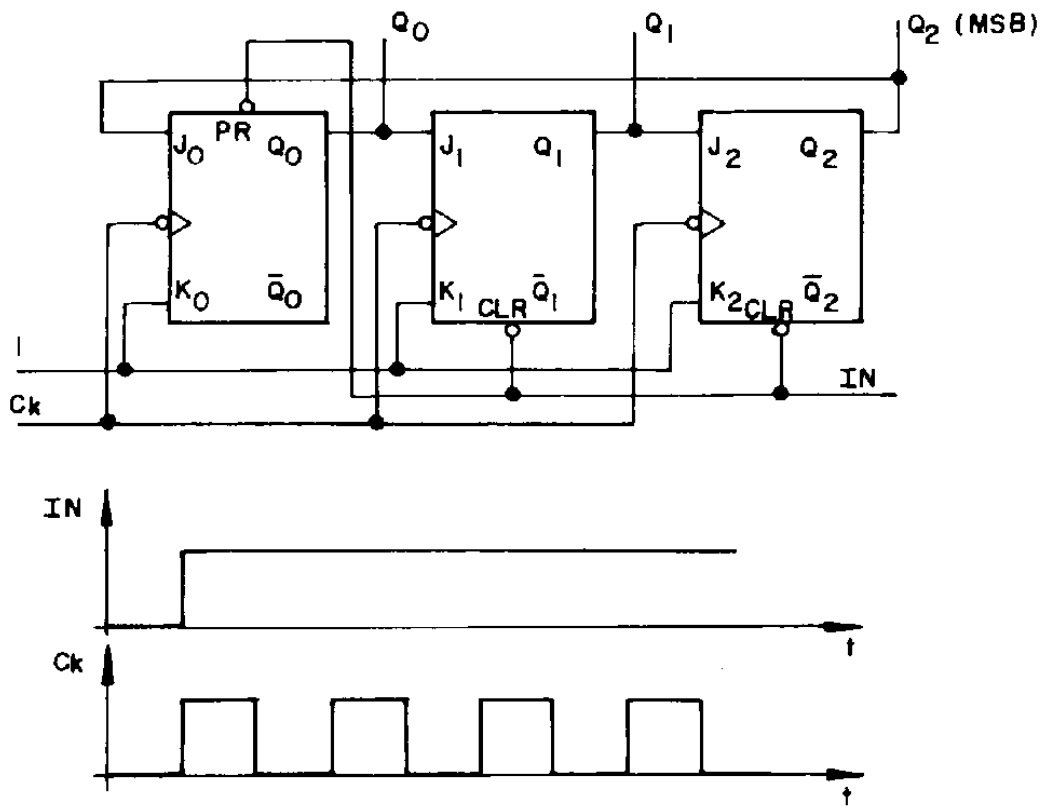 Q0 Q1 Q2 (MSB)
PR
J0 Q0 J1 Q1 J2 Q2
K0 Q̅0 K1 Q̅1 K2 Q̅2
CLR CLR
1
IN
Ck
IN
t
Ck
t